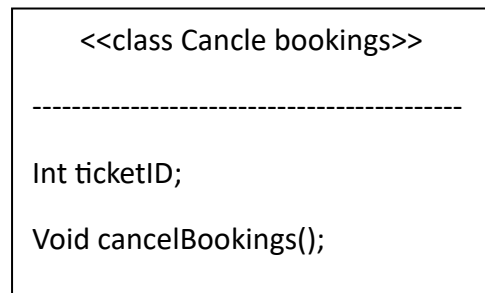 <<class Cancle bookings>>
-------------------------------------------
Int ticketID;
Void cancelBookings();